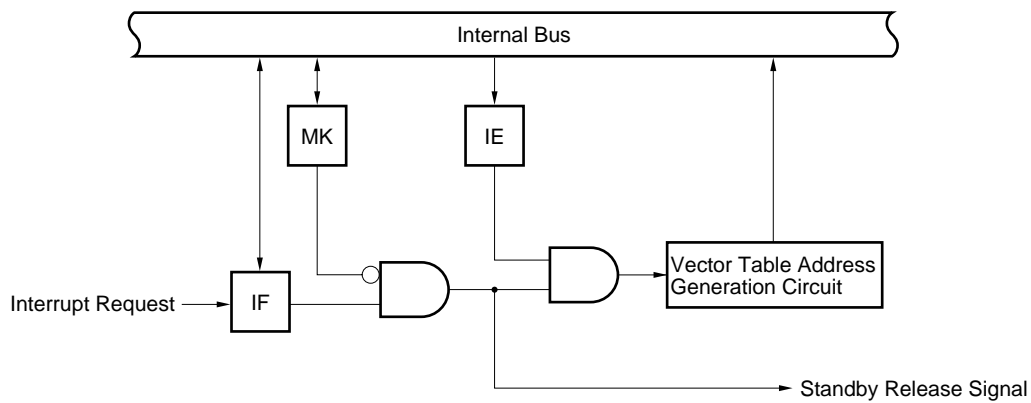 Internal Bus
MK
IE
Vector Table Address
Generation Circuit
Interrupt Request
IF
Standby Release Signal